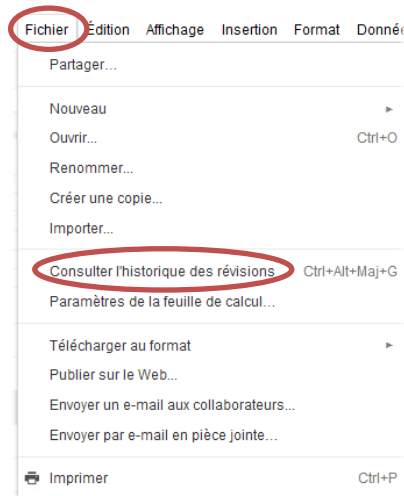 Fichier Édition Affichage Insertion Format Donné
Partager...
Nouveau
Ouvrir... Ctrl+O
Renommer...
Créer une copie...
Importer...
Consulter l'historique des révisions Ctrl+Alt+Maj+G
Paramètres de la feuille de calcul...
Télécharger au format
Publier sur le Web...
Envoyer un e-mail aux collaborateurs...
Envoyer par e-mail en pièce jointe...
Imprimer Ctrl+P